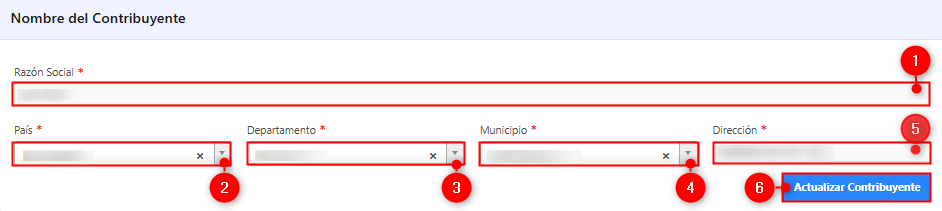 Nombre del Contribuyente
1
Razón Social *
País * Departamento * Municipio * Dirección * 5
× × ×
2 3 4 6 Actualizar Contribuyente